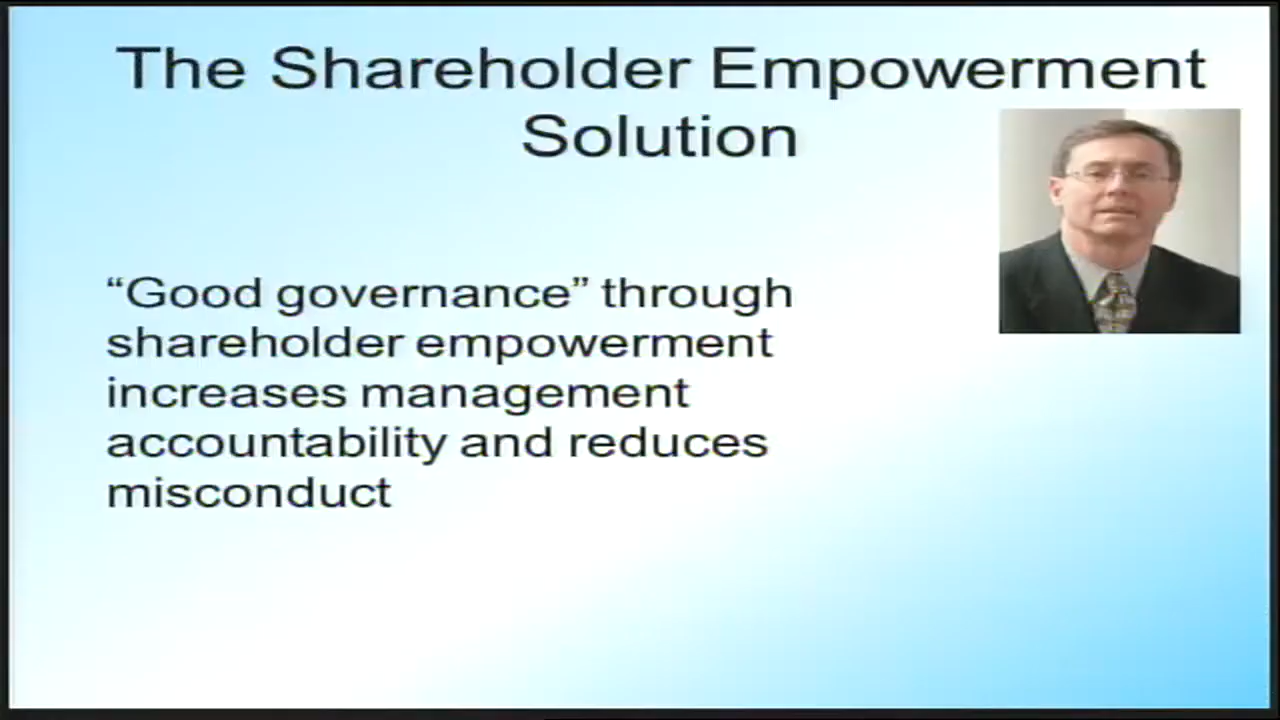 The Shareholder Empowerment
Solution
“Good governance” through
shareholder empowerment
increases management
accountability and reduces
misconduct